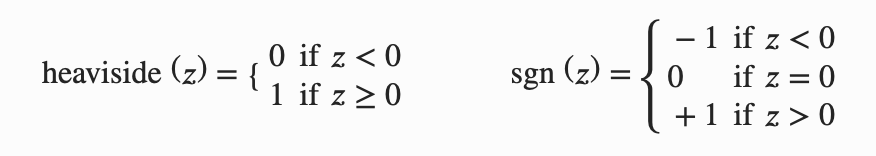 heaviside (z) = { 0 if z < 0
1 if z ≥ 0
sgn (z) = { − 1 if z < 0
0 if z = 0
+ 1 if z > 0